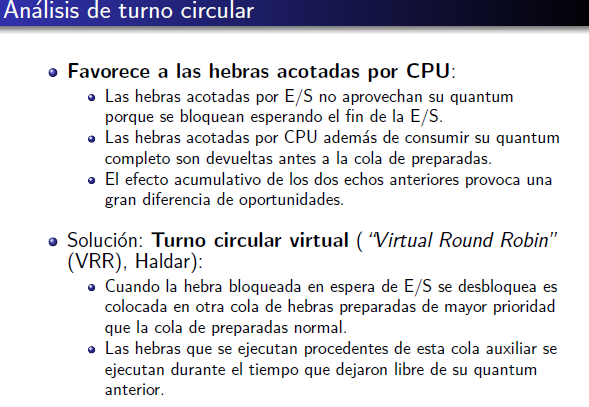 Análisis de turno circular
Favorece a las hebras acotadas por CPU:
Las hebras acotadas por E/S no aprovechan su quantum
porque se bloquean esperando el fin de la E/S.
Las hebras acotadas por CPU además de consumir su quantum
completo son devueltas antes a la cola de preparadas.
El efecto acumulativo de los dos echos anteriores provoca una
gran diferencia de oportunidades.
Solución: Turno circular virtual ( “Virtual Round Robin”
(VRR), Haldar):
Cuando la hebra bloqueada en espera de E/S se desbloquea es
colocada en otra cola de hebras preparadas de mayor prioridad
que la cola de preparadas normal.
Las hebras que se ejecutan procedentes de esta cola auxiliar se
ejecutan durante el tiempo que dejaron libre de su quantum
anterior.